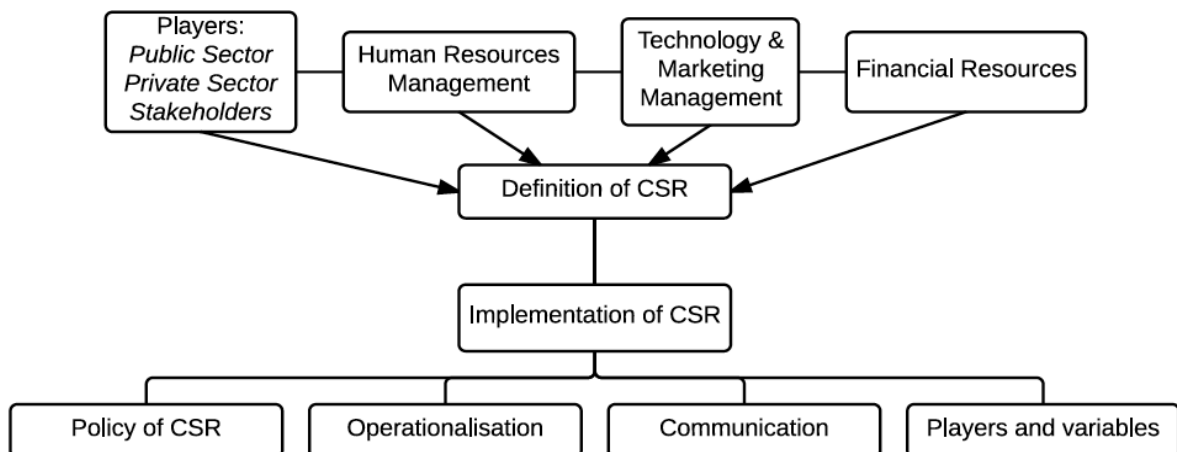 Players:
Public Sector
Private Sector
Stakeholders
Human Resources
Management
Technology &
Marketing
Management
Financial Resources
Definition of CSR
Implementation of CSR
Policy of CSR
Operationalisation
Communication
Players and variables